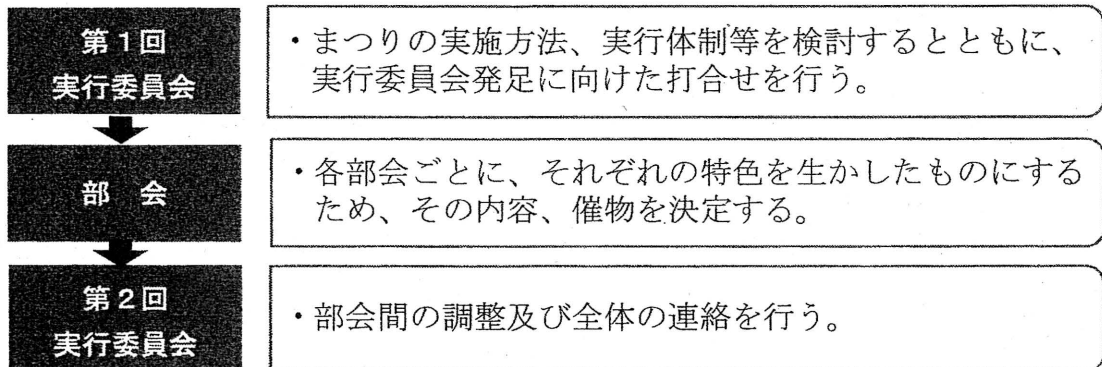 第1回
実行委員会
・まつりの実施方法、実行体制等を検討するとともに、
実行委員会発足に向けた打合せを行う。
部　会
・各部会ごとに、それぞれの特色を生かしたものにする
ため、その内容、催物を決定する。
第2回
実行委員会
・部会間の調整及び全体の連絡を行う。